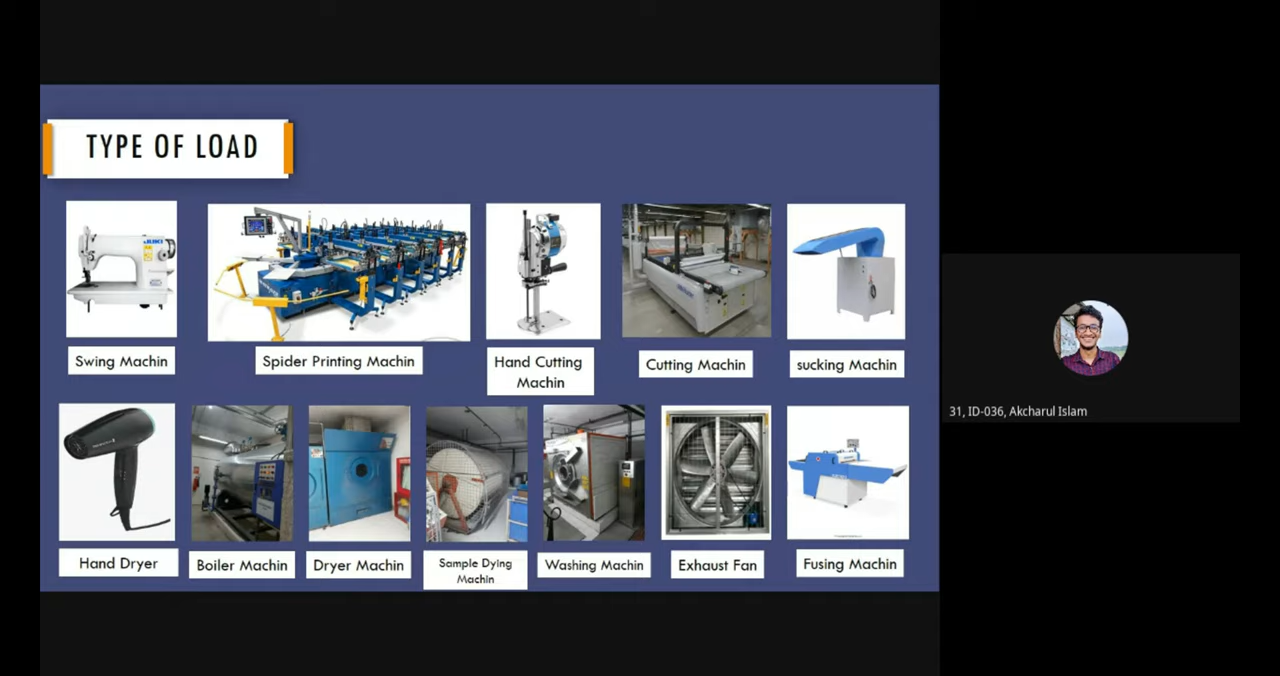 TYPE OF LOAD
JUKI
Swing Machin
Spider Printing Machin
Hand Cutting
Machin
Cutting Machin
sucking Machin
Hand Dryer
Boiler Machin
Dryer Machin
Sample Dying
Machin
Washing Machin
Exhaust Fan
Fusing Machin
31, ID-036, Akcharul Islam